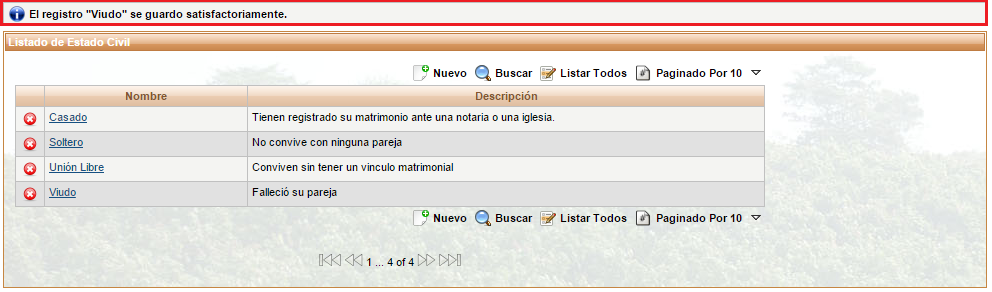 El registro "Viudo" se guardo satisfactoriamente.
Listado de Estado Civil
Nuevo Buscar Listar Todos # Paginado Por 10
Nombre Descripción
Casado Tienen registrado su matrimonio ante una notaria o una iglesia.
Soltero No convive con ninguna pareja
Unión Libre Conviven sin tener un vinculo matrimonial
Viudo Falleció su pareja
Nuevo Buscar Listar Todos # Paginado Por 10
1 ... 4 of 4